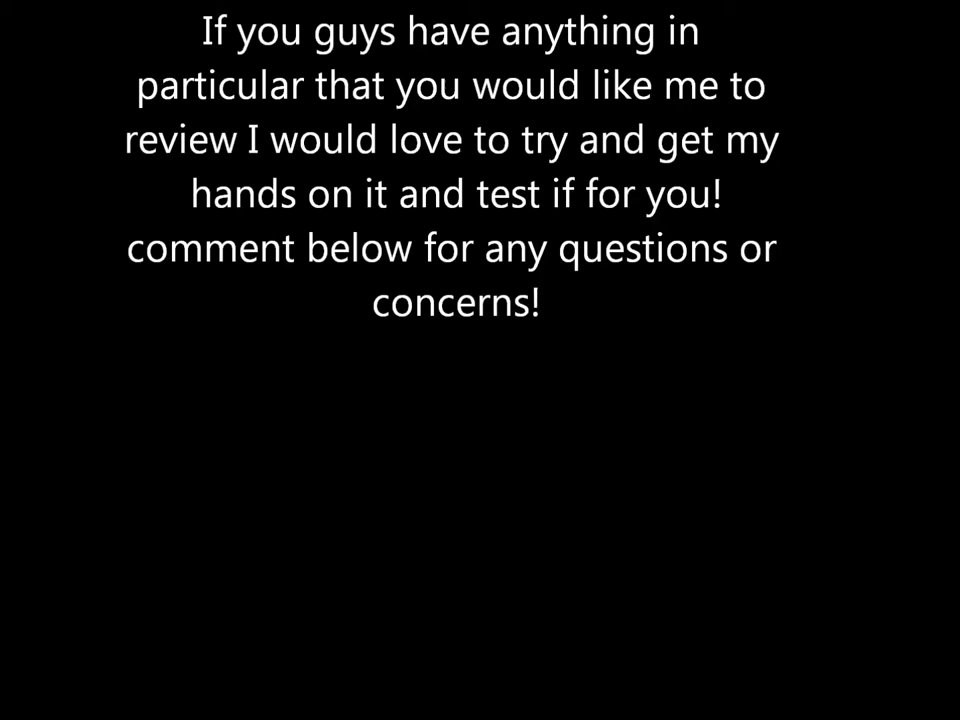 If you guys have anything in
particular that you would like me to
review I would love to try and get my
hands on it and test if for you!
comment below for any questions or
concerns!